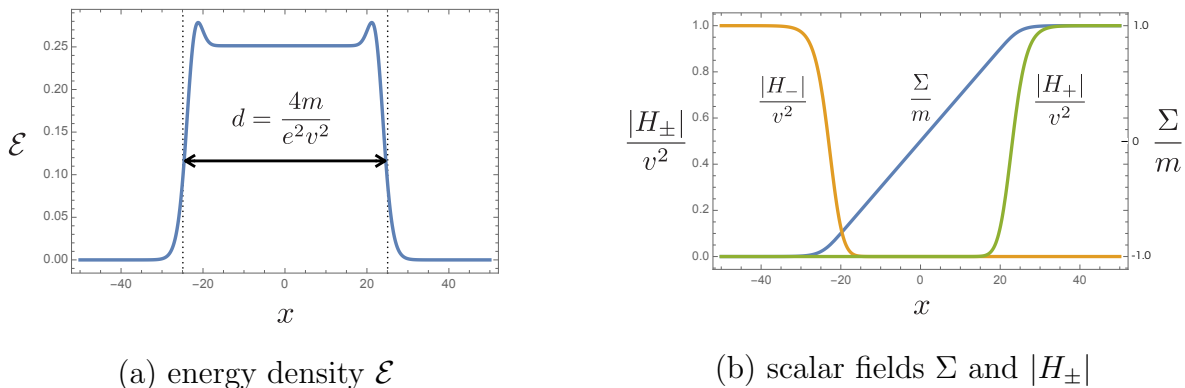 0.25
0.20
0.15
0.10
0.05
0.00
ℰ
d = 4m / e²v²
−40 −20 0 20 40
x
(a) energy density ℰ
1.0
0.8
0.6
0.4
0.2
0.0
|H±| / v²
|H−| / v²
Σ / m
|H+| / v²
1.0
0
-1.0
Σ / m
−40 −20 0 20 40
x
(b) scalar fields Σ and |H±|